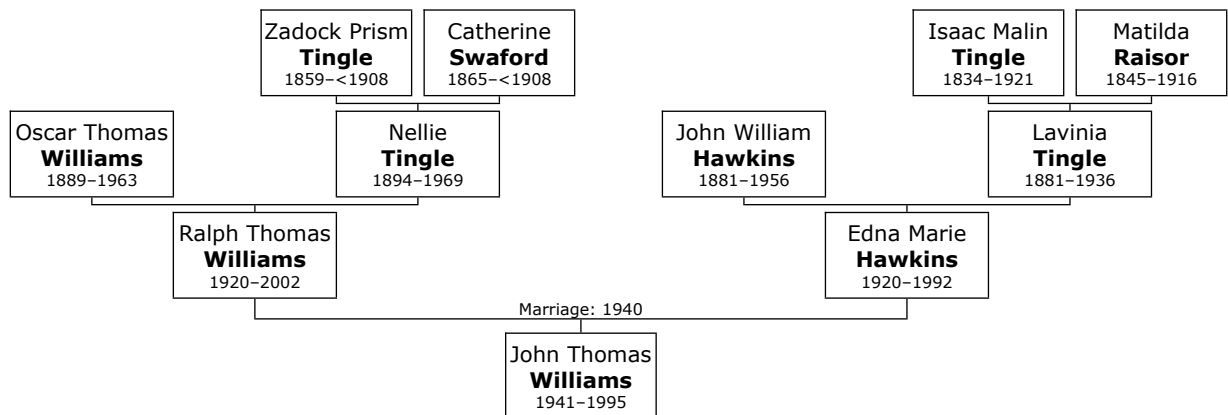 Zadock Prism
Tingle
1859–<1908
Catherine
Swaford
1865–<1908
Isaac Malin
Tingle
1834–1921
Matilda
Raisor
1845–1916
Oscar Thomas
Williams
1889–1963
Nellie
Tingle
1894–1969
John William
Hawkins
1881–1956
Lavinia
Tingle
1881–1936
Ralph Thomas
Williams
1920–2002
Edna Marie
Hawkins
1920–1992
Marriage: 1940
John Thomas
Williams
1941–1995